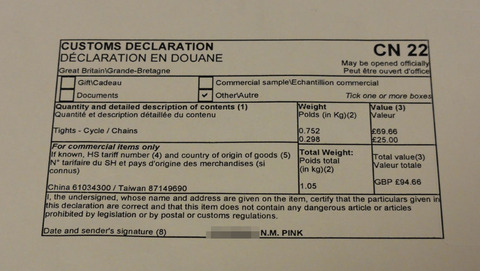 CUSTOMS DECLARATION CN 22
DÉCLARATION EN DOUANE May be opened officially
Great Britain\Grande-Bretagne Peut être ouvert d'office
Gift\Cadeau Commercial sample\Echantillion commercial
Documents Other\Autre Tick one or more boxes
Quantity and detailed description of contents (1) Weight Value (3)
Quantité et description détaillée du contenu Poids (in Kg)(2) Valeur
Tights - Cycle / Chains 0.752 £69.66
0.298 £25.00
For commercial items only Total Weight: Total value(3)
If known, HS tariff number (4) and country of origin of goods (5) Poids total Valeur totale
N° tarifaire du SH et pays d'origine des merchandises (si (in kg)(2)
connus)
China 61034300 / Taiwan 87149690 1.05 GBP £94.66
I, the undersigned, whose name and address are given on the item, certify that the particulars given in
this declaration are correct and that this item does not contain any dangerous article or articles
prohibited by legislation or by postal or customs regulations.
Date and sender's signature (8) N.M. PINK